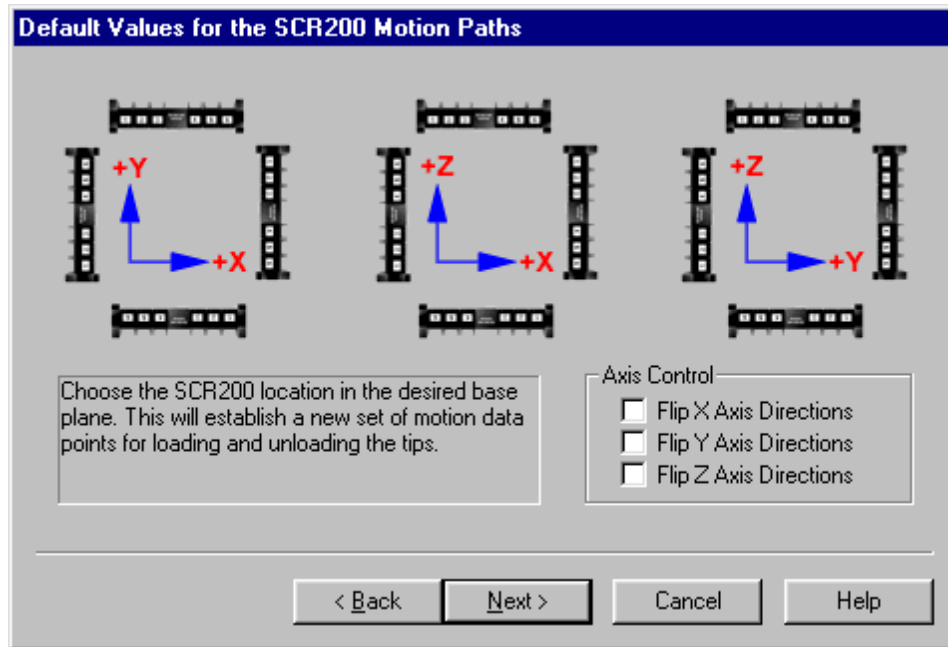 Default Values for the SCR200 Motion Paths
+Y
+X
+Z
+X
+Z
+Y
Choose the SCR200 location in the desired base
plane. This will establish a new set of motion data
points for loading and unloading the tips.
Axis Control
Flip X Axis Directions
Flip Y Axis Directions
Flip Z Axis Directions
< Back
Next >
Cancel
Help